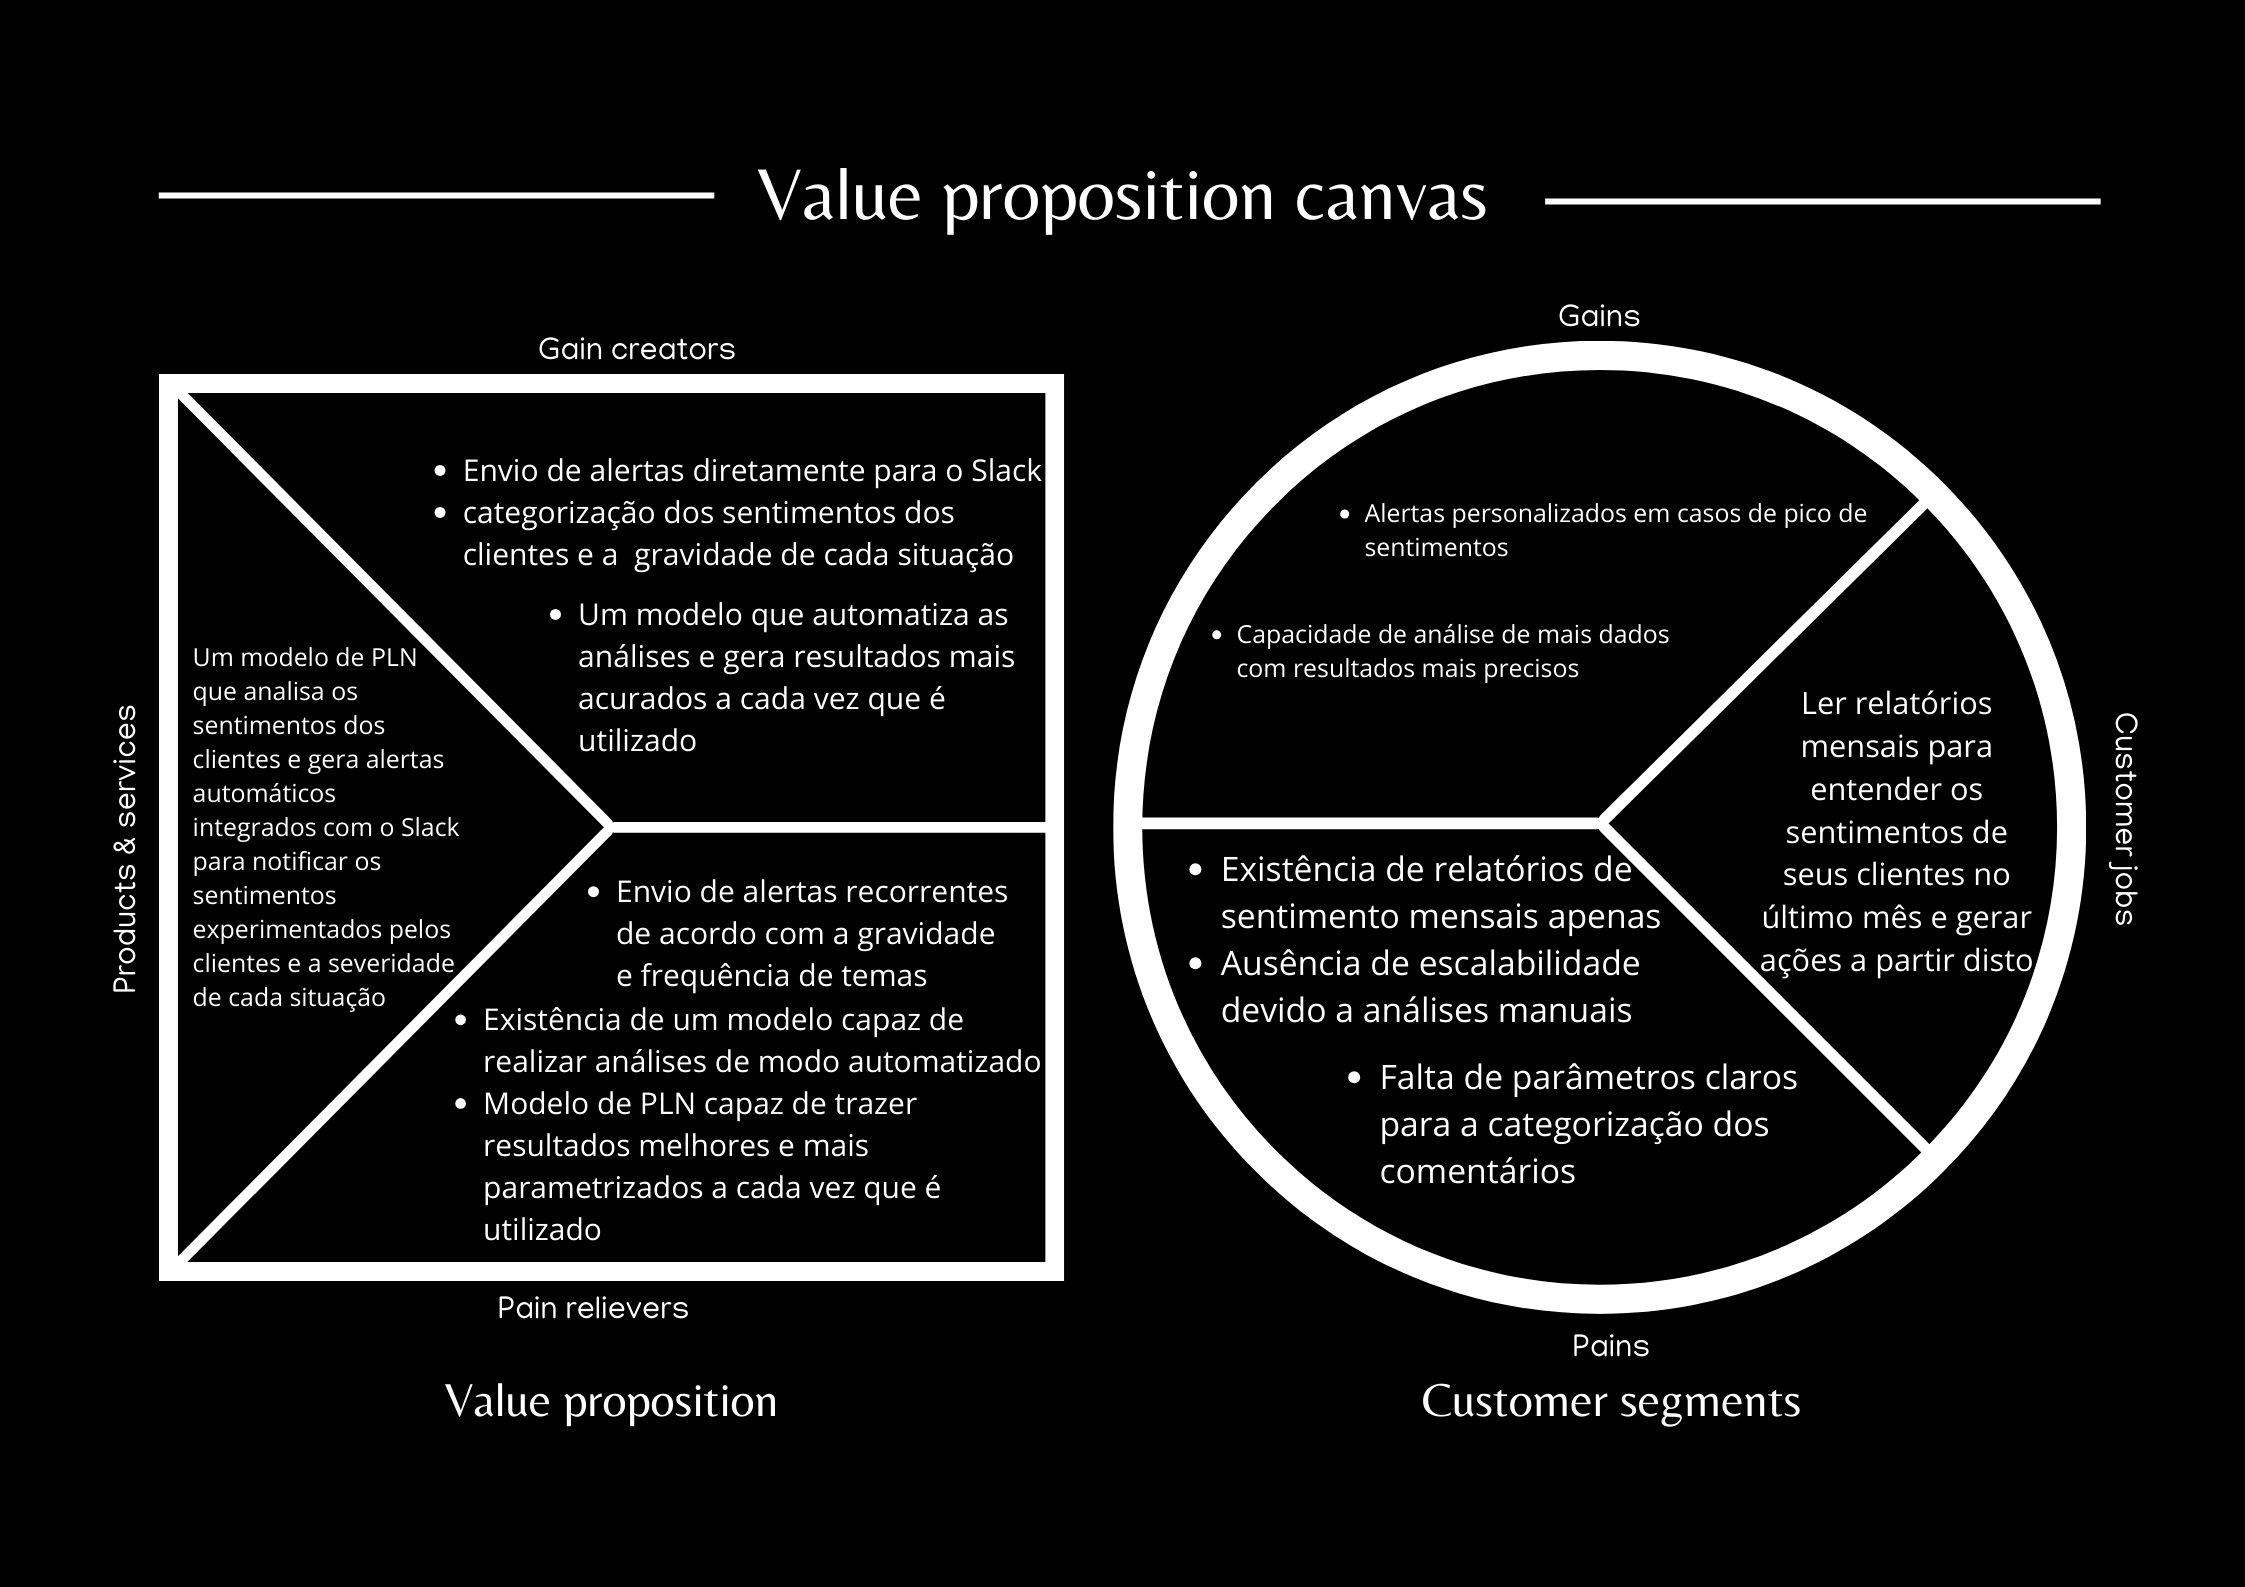 Value proposition canvas
Gain creators
Envio de alertas diretamente para o Slack
categorização dos sentimentos dos
clientes e a  gravidade de cada situação
Um modelo que automatiza as
análises e gera resultados mais
acurados a cada vez que é
utilizado
Products & services
Um modelo de PLN
que analisa os
sentimentos dos
clientes e gera alertas
automáticos
integrados com o Slack
para notificar os
sentimentos
experimentados pelos
clientes e a severidade
de cada situação
Envio de alertas recorrentes
de acordo com a gravidade
e frequência de temas
Existência de um modelo capaz de
realizar análises de modo automatizado
Modelo de PLN capaz de trazer
resultados melhores e mais
parametrizados a cada vez que é
utilizado
Pain relievers
Value proposition
Gains
Alertas personalizados em casos de pico de
sentimentos
Capacidade de análise de mais dados
com resultados mais precisos
Ler relatórios
mensais para
entender os
sentimentos de
seus clientes no
último mês e gerar
ações a partir disto
Customer jobs
Existência de relatórios de
sentimento mensais apenas
Ausência de escalabilidade
devido a análises manuais
Falta de parâmetros claros
para a categorização dos
comentários
Pains
Customer segments